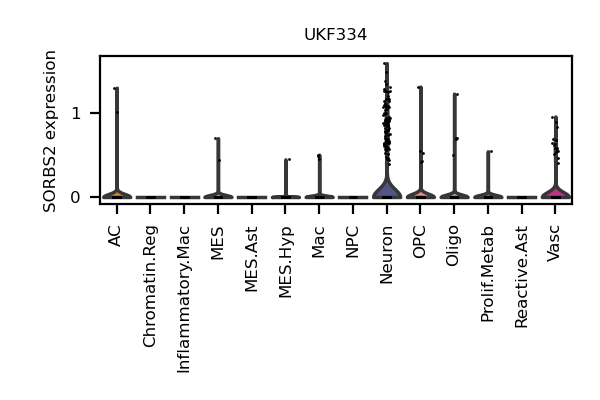 UKF334
SORBS2 expression
1
0
AC
Chromatin.Reg
Inflammatory.Mac
MES
MES.Ast
MES.Hyp
Mac
NPC
Neuron
OPC
Oligo
Prolif.Metab
Reactive.Ast
Vasc